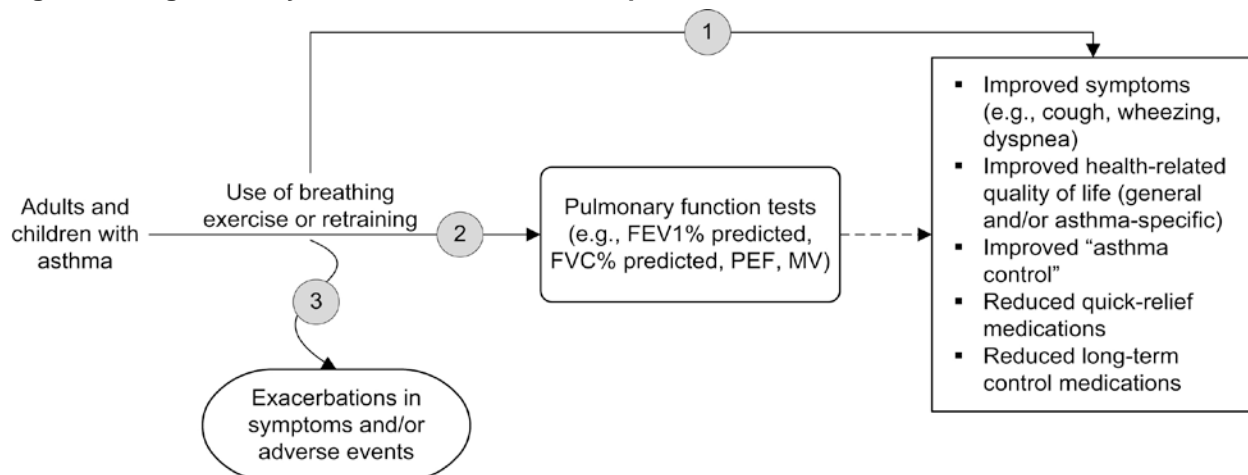 1
Adults and
children with
asthma
Use of breathing
exercise or retraining
2
3
Exacerbations in
symptoms and/or
adverse events
Pulmonary function tests
(e.g., FEV1% predicted,
FVC% predicted, PEF, MV)
▪ Improved symptoms
(e.g., cough, wheezing,
dyspnea)
▪ Improved health-related
quality of life (general
and/or asthma-specific)
▪ Improved “asthma
control”
▪ Reduced quick-relief
medications
▪ Reduced long-term
control medications